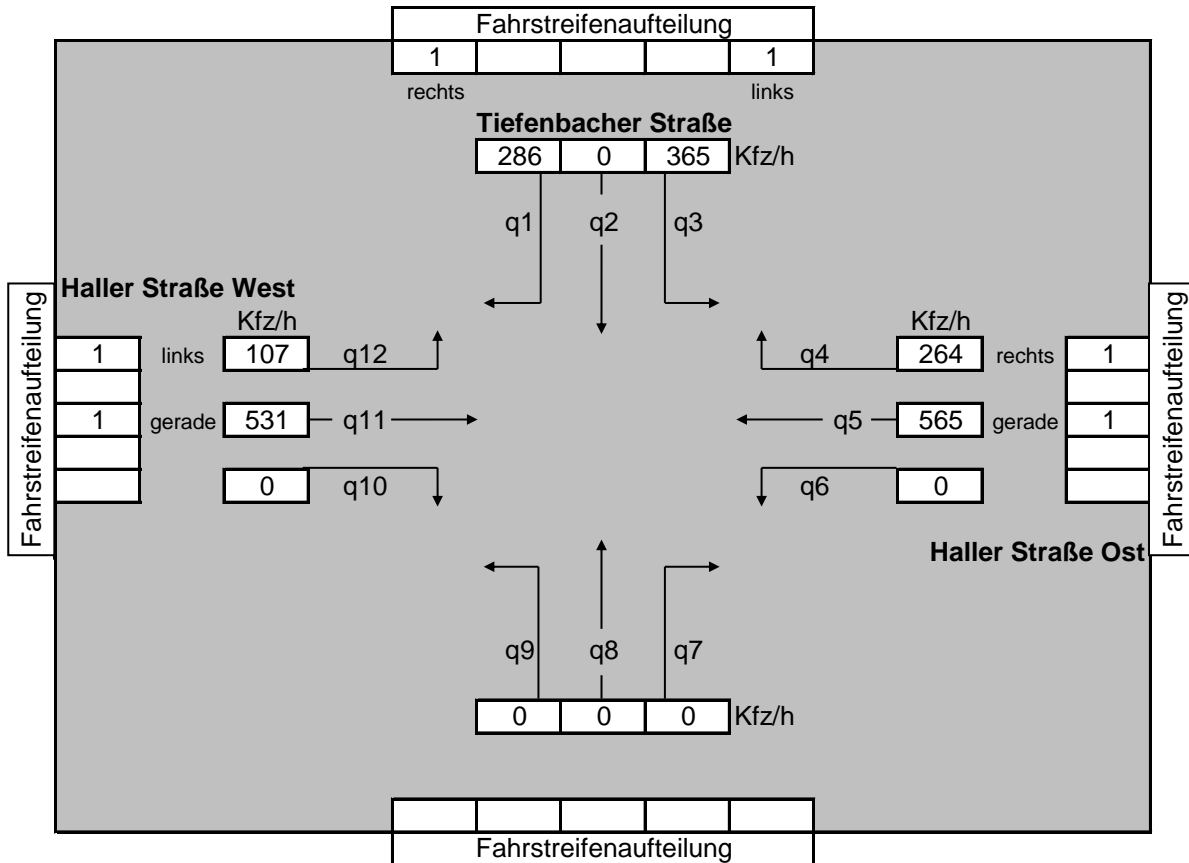 Fahrstreifenaufteilung
1 1
rechts links
Tiefenbacher Straße
286 0 365 Kfz/h
q1 q2 q3
Haller Straße West
Fahrstreifenaufteilung
Kfz/h Kfz/h
1 links 107 q12 q4 264 rechts 1
1 gerade 531 q11 q5 565 gerade 1
0 q10 q6 0
Fahrstreifenaufteilung
Haller Straße Ost
q9 q8 q7
0 0 0 Kfz/h
Fahrstreifenaufteilung